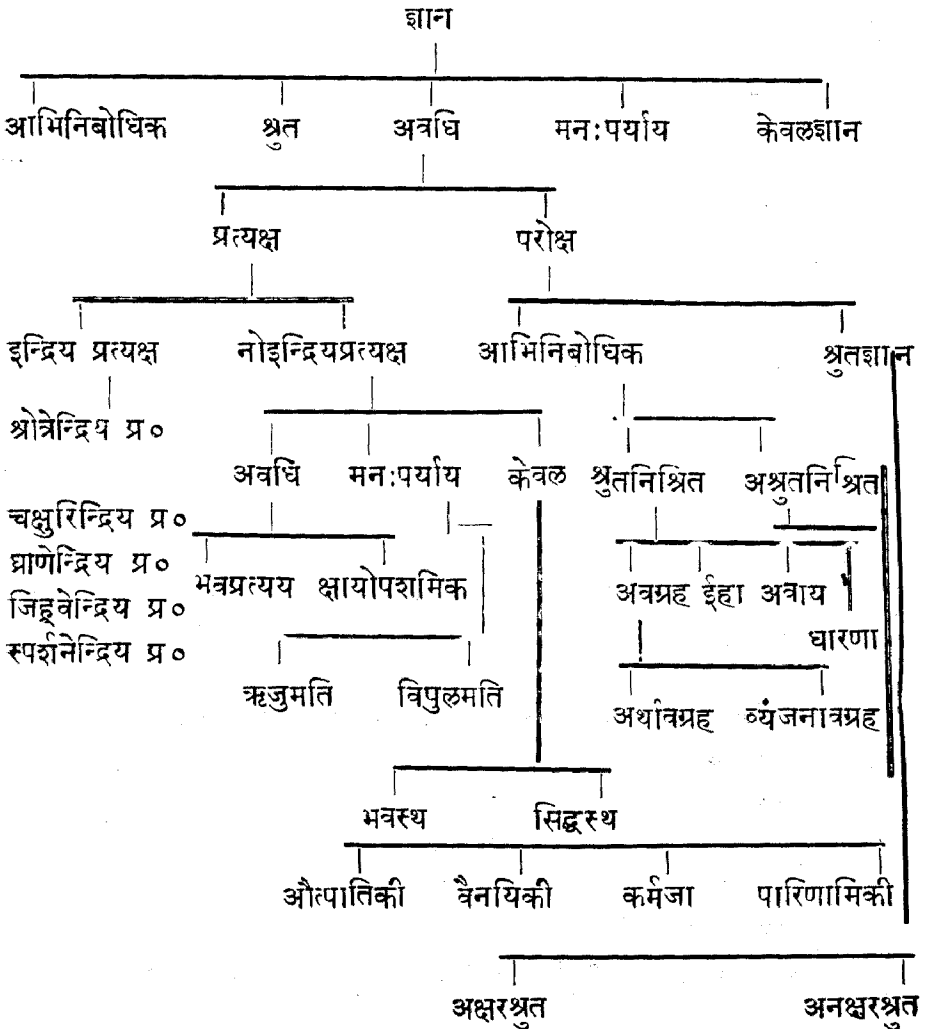 ज्ञान
आभिनिबोधिक श्रुत अवधि मनःपर्याय केवलज्ञान
प्रत्यक्ष परोक्ष
इन्द्रिय प्रत्यक्ष नोइन्द्रियप्रत्यक्ष आभिनिबोधिक श्रुतज्ञान
श्रोत्रेन्द्रिय प्र०
अवधि मनःपर्याय केवल श्रुतनिश्रित अश्रुतनिश्रित
चक्षुरिन्द्रिय प्र०
घ्राणेन्द्रिय प्र०
भवप्रत्यय क्षायोपशमिक अवग्रह ईहा अवाय
जिह्वेन्द्रिय प्र०
धारणा
स्पर्शनेन्द्रिय प्र०
ऋजुमति विपुलमति अर्थावग्रह व्यंजनावग्रह
भवस्थ सिद्धस्थ
औत्पातिकी वैनयिकी कर्मजा पारिणामिकी
अक्षरश्रुत अनक्षरश्रुत